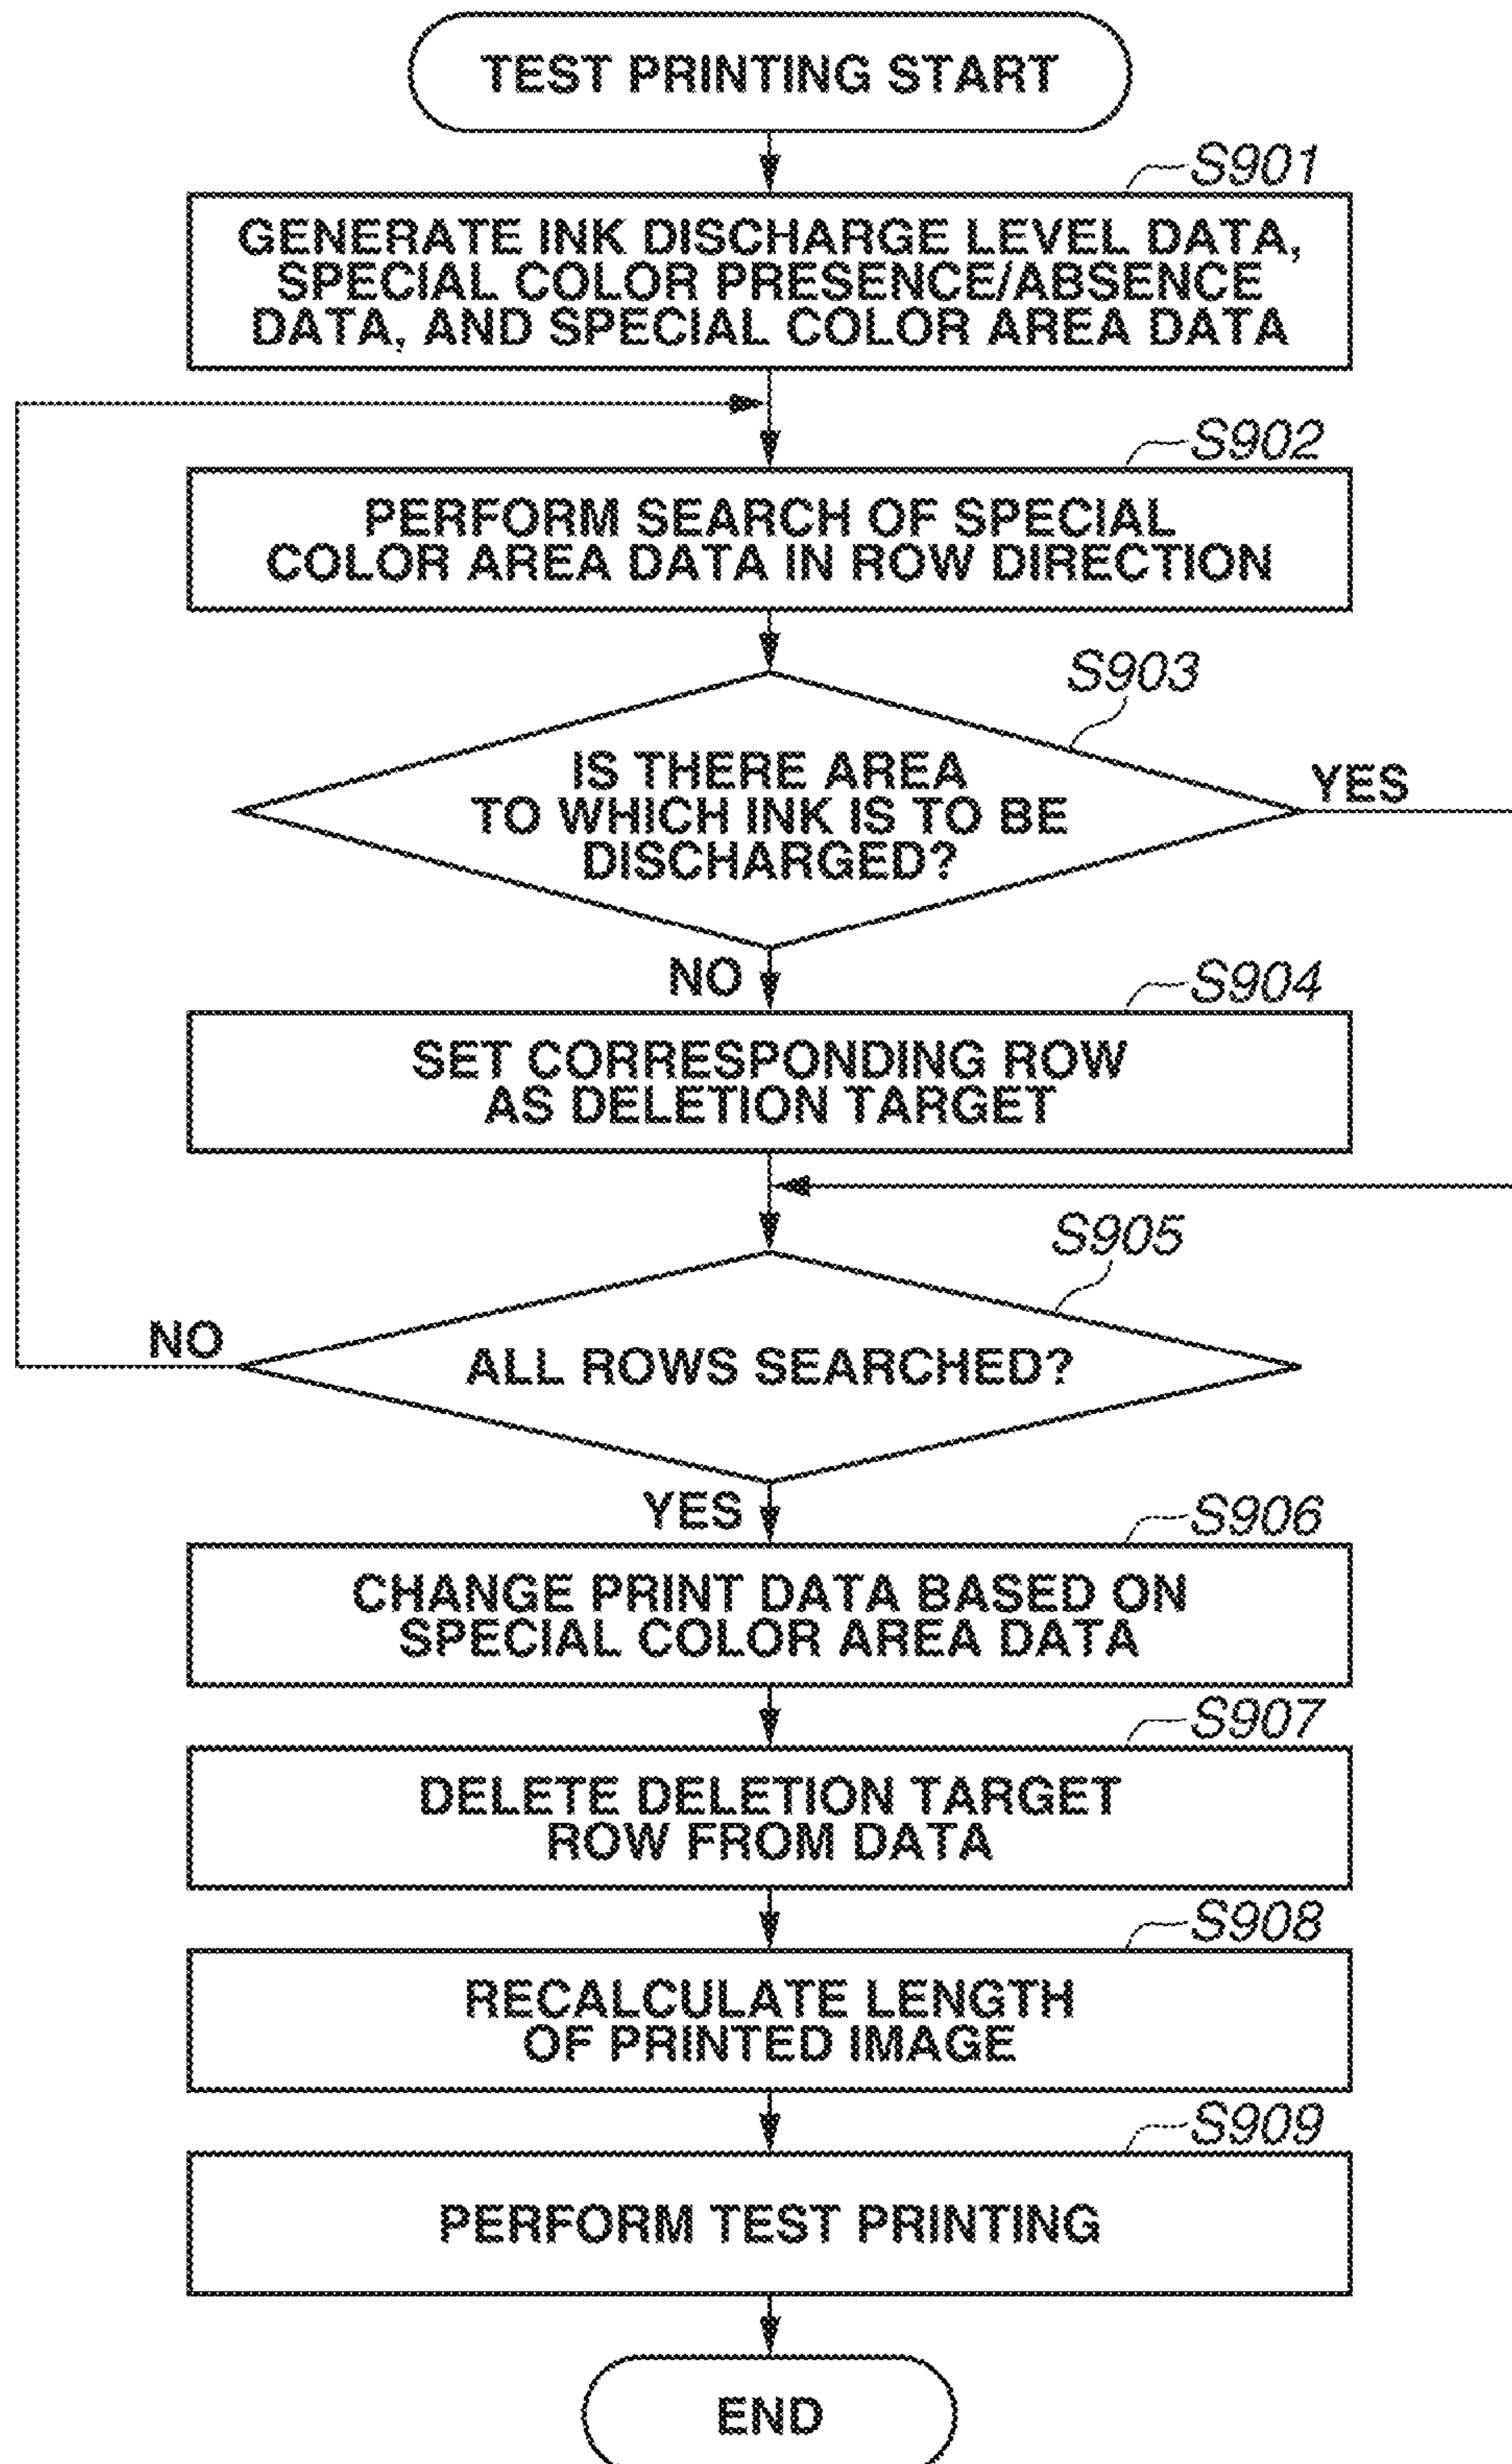 TEST PRINTING START
S901
GENERATE INK DISCHARGE LEVEL DATA,
SPECIAL COLOR PRESENCE/ABSENCE
DATA, AND SPECIAL COLOR AREA DATA
S902
PERFORM SEARCH OF SPECIAL
COLOR AREA DATA IN ROW DIRECTION
S903
IS THERE AREA
TO WHICH INK IS TO BE
DISCHARGED?
YES
NO
S904
SET CORRESPONDING ROW
AS DELETION TARGET
S905
ALL ROWS SEARCHED?
NO
YES
S906
CHANGE PRINT DATA BASED ON
SPECIAL COLOR AREA DATA
S907
DELETE DELETION TARGET
ROW FROM DATA
S908
RECALCULATE LENGTH
OF PRINTED IMAGE
S909
PERFORM TEST PRINTING
END